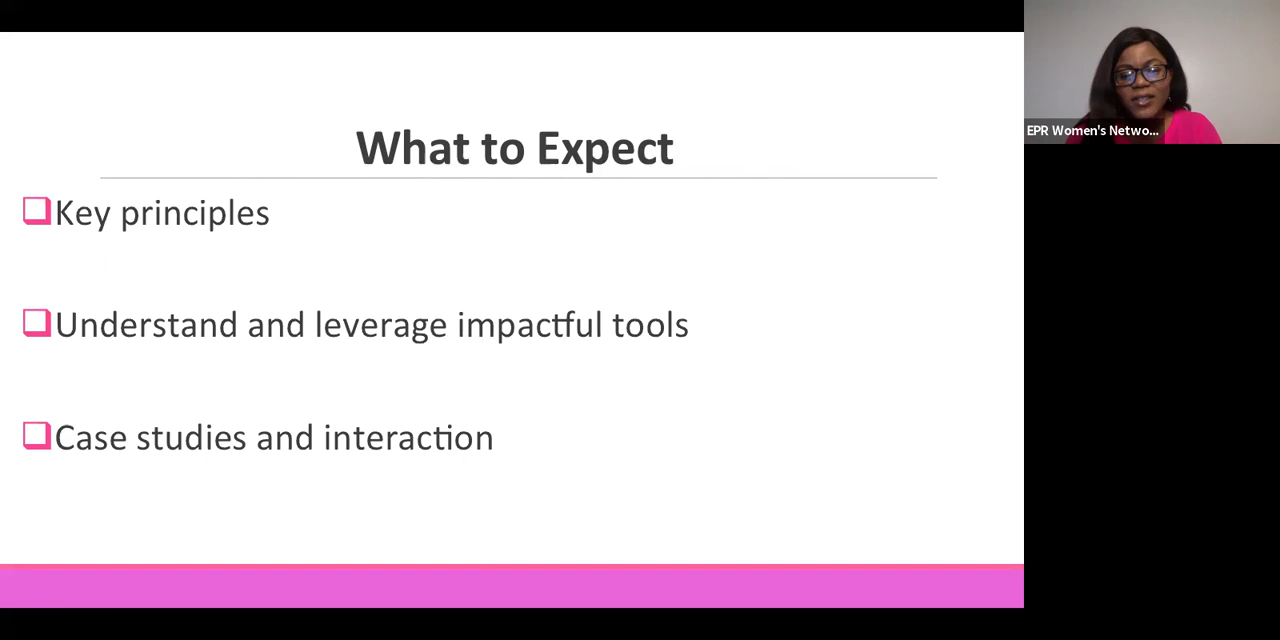 What to Expect
Key principles
Understand and leverage impactful tools
Case studies and interaction
EPR Women's Netwo...